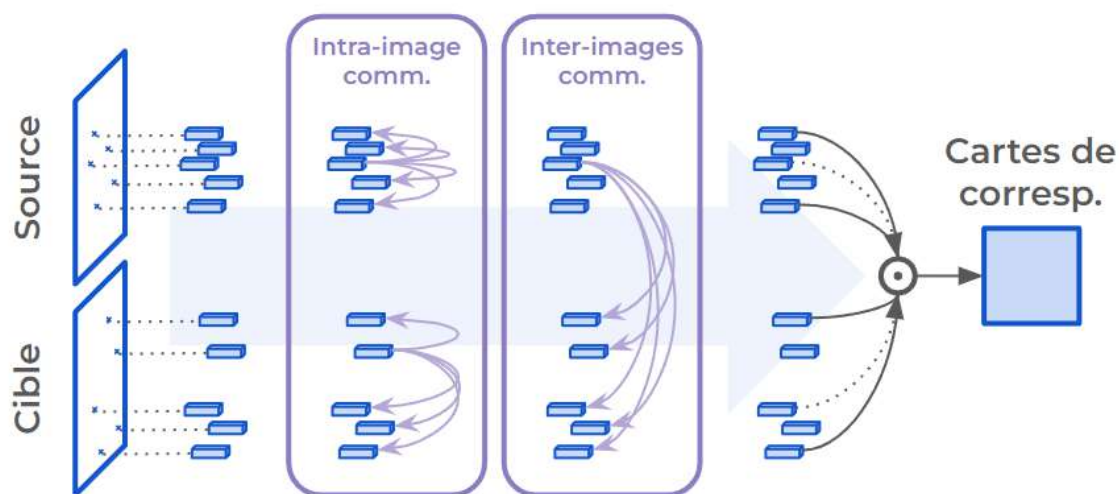 Intra-image
comm.
Inter-images
comm.
Source
Cible
Cartes de
corresp.